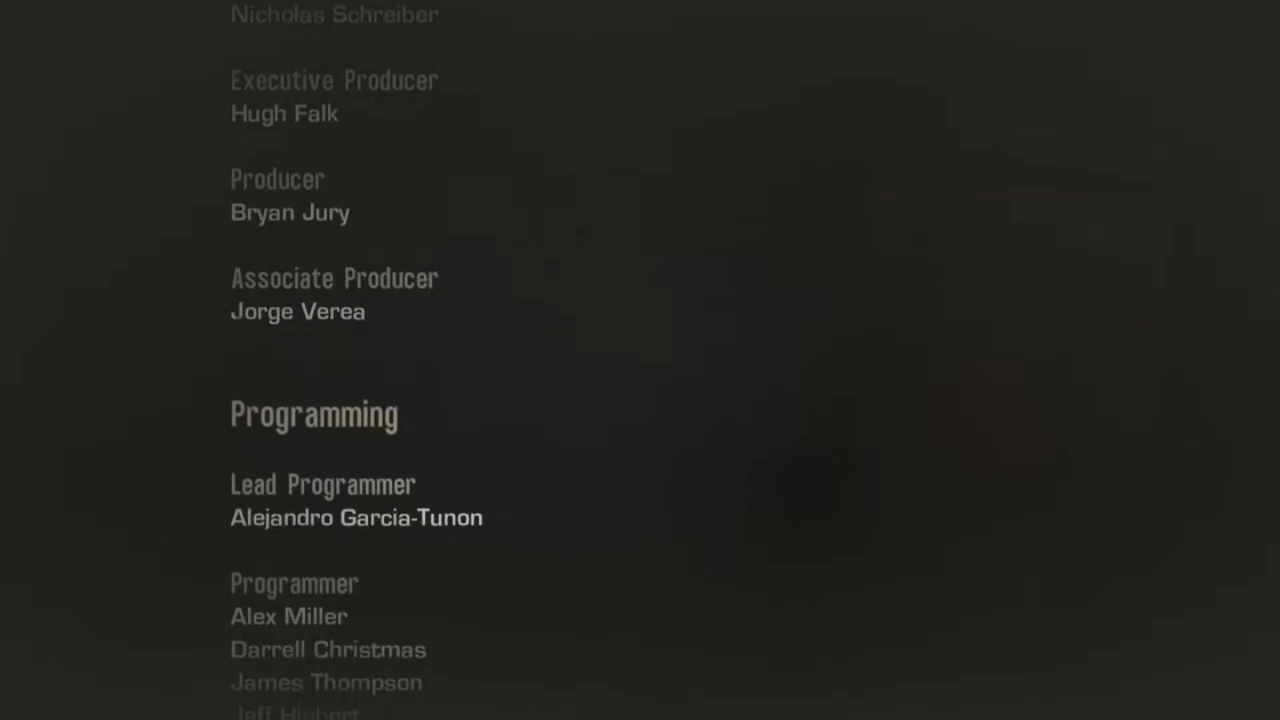 Nicholas Schreiber
Executive Producer
Hugh Falk
Producer
Bryan Jury
Associate Producer
Jorge Verea
Programming
Lead Programmer
Alejandro Garcia-Tunon
Programmer
Alex Miller
Darrell Christmas
James Thompson
Jeff